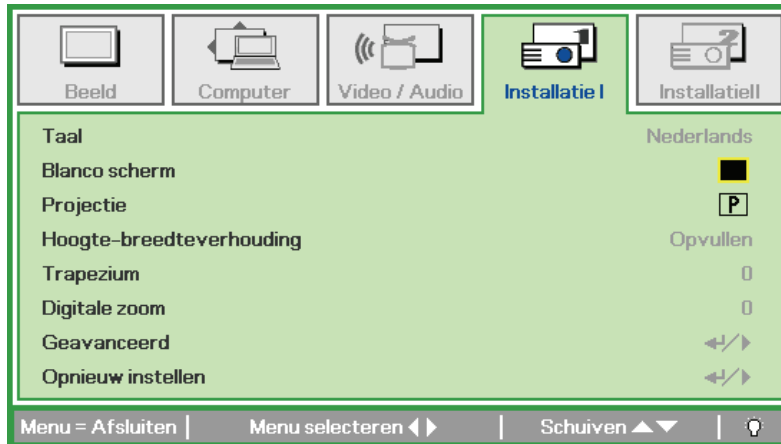 Beeld
Computer
Video / Audio
Installatie I
InstallatieII
Taal Nederlands
Blanco scherm
Projectie P
Hoogte-breedteverhouding Opvullen
Trapezium 0
Digitale zoom 0
Geavanceerd
Opnieuw instellen
Menu = Afsluiten | Menu selecteren | Schuiven |